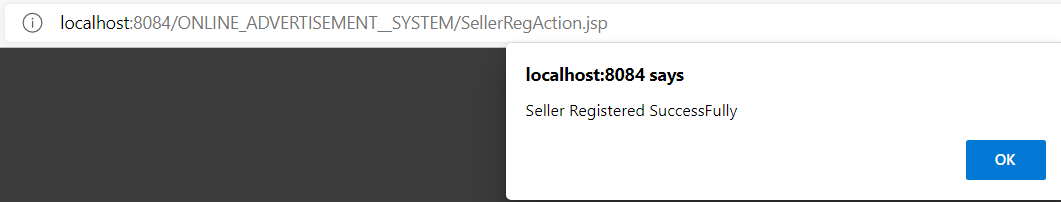 localhost:8084/ONLINE_ADVERTISEMENT__SYSTEM/SellerRegAction.jsp
localhost:8084 says
Seller Registered SuccessFully
OK